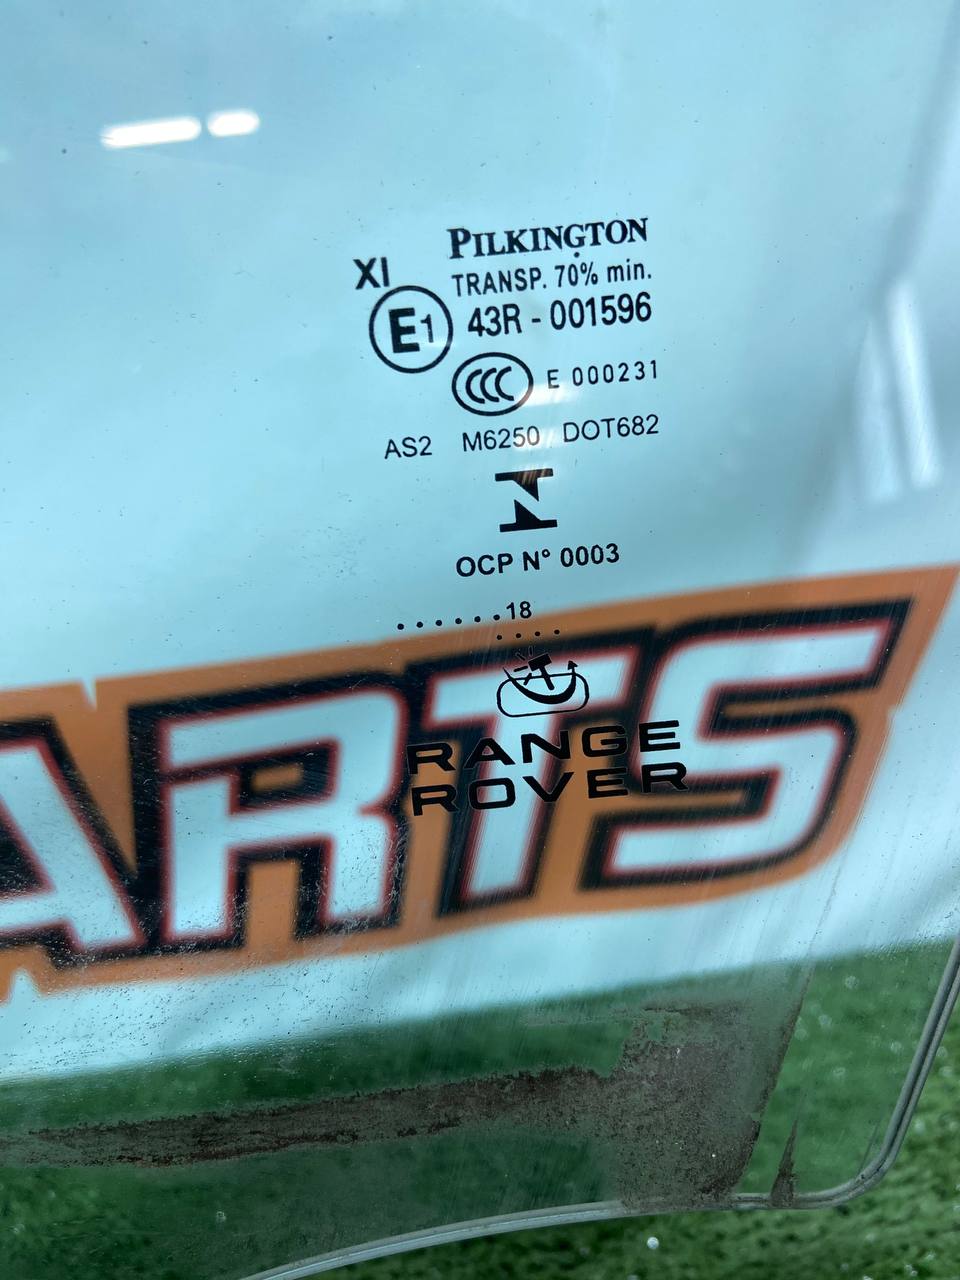 PILKINGTON
XI TRANSP. 70% min.
E1 43R - 001596
CCC E 000231
AS2 M6250 DOT682
OCP Nº 0003
......18
....
RANGE
ROVER
ARTS